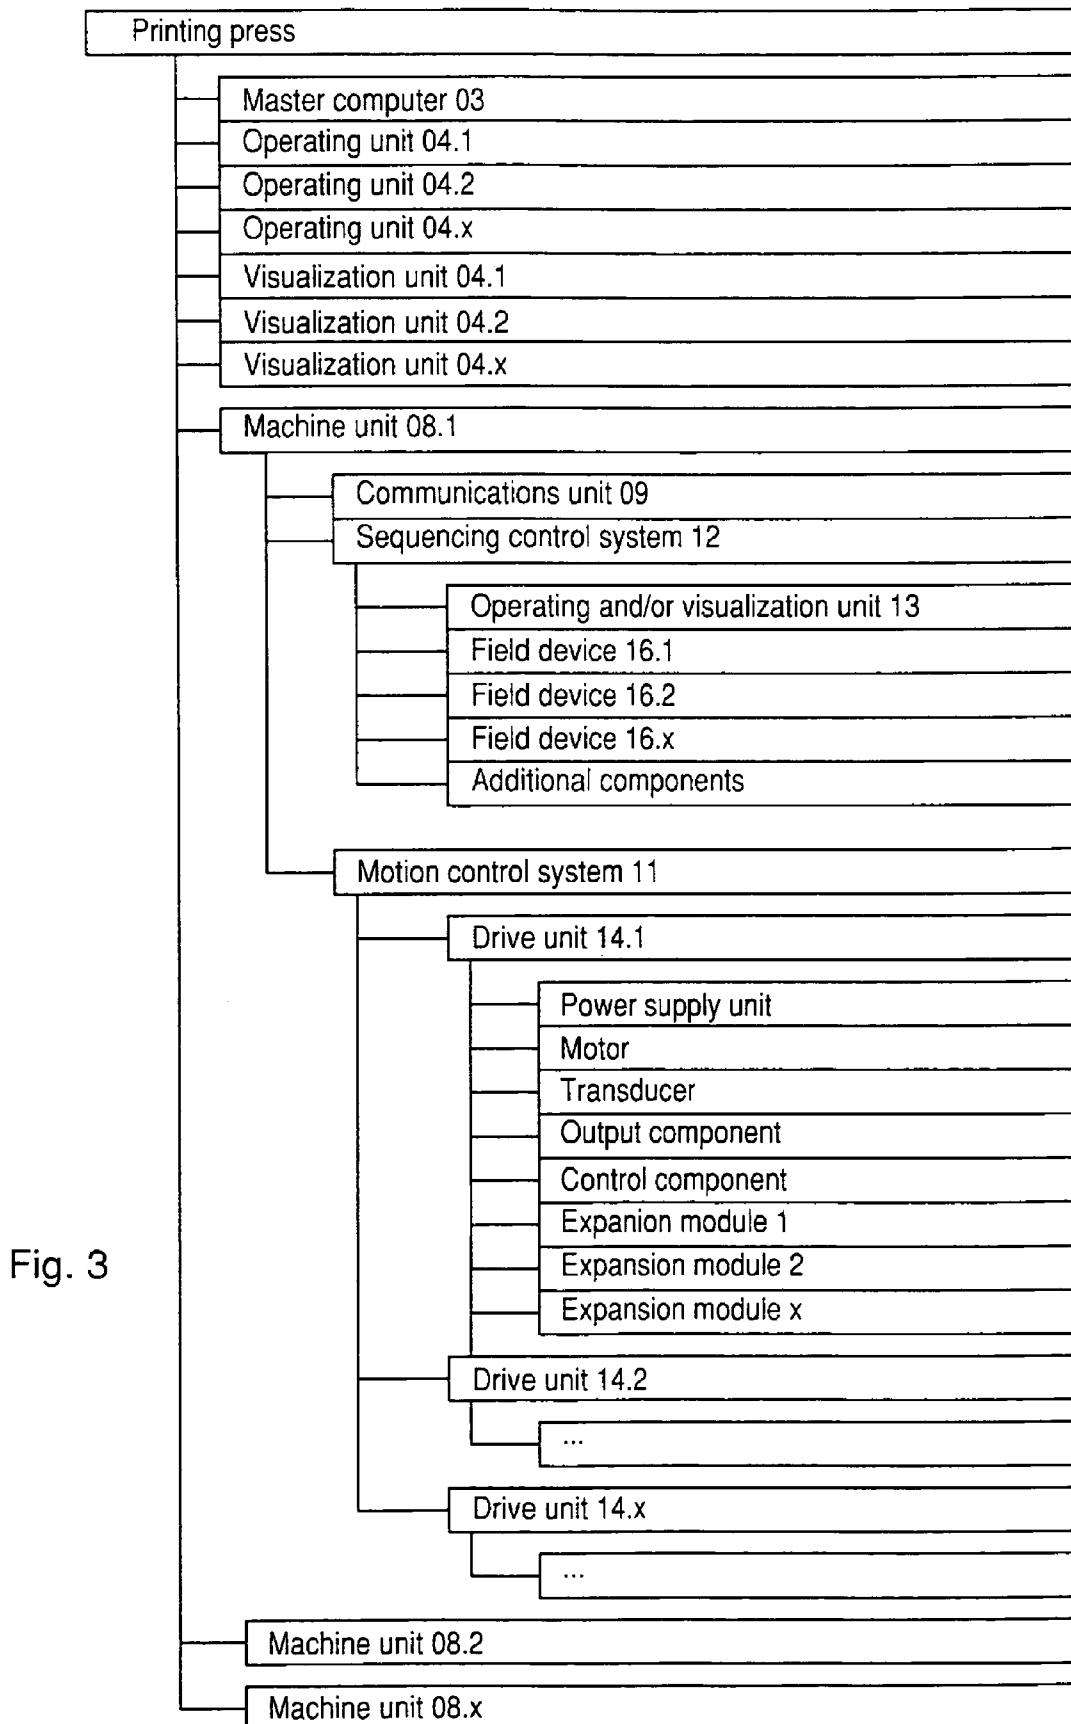 Printing press
Master computer 03
Operating unit 04.1
Operating unit 04.2
Operating unit 04.x
Visualization unit 04.1
Visualization unit 04.2
Visualization unit 04.x
Machine unit 08.1
Communications unit 09
Sequencing control system 12
Operating and/or visualization unit 13
Field device 16.1
Field device 16.2
Field device 16.x
Additional components
Motion control system 11
Drive unit 14.1
Power supply unit
Motor
Transducer
Output component
Control component
Expanion module 1
Expansion module 2
Expansion module x
Fig. 3
Drive unit 14.2
...
Drive unit 14.x
...
Machine unit 08.2
Machine unit 08.x